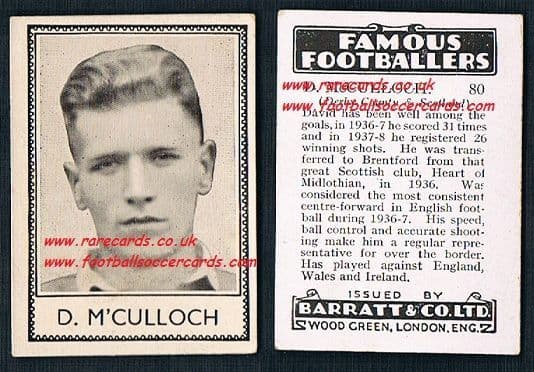 www.rarecards.co.uk
www.footballsoccercards.com
D. M'CULLOCH
FAMOUS
FOOTBALLERS
D. McCULLOCH. 80
www.rarecards.co.uk
(Derby County & Scotland)
www.footballsoccercards.com
David has been well among the
goals, in 1936-7 he scored 31 times
and in 1937-8 he registered 26
winning shots. He was trans-
ferred to Brentford from that
great Scottish club, Heart of
Midlothian, in 1936. Was
considered the most consistent
centre-forward in English foot-
ball during 1936-7. His speed,
ball control and accurate shoot-
ing make him a regular repre-
sentative for over the border.
Has played against England,
Wales and Ireland.
ISSUED BY
BARRATT & CO. LTD.
WOOD GREEN, LONDON, ENG.